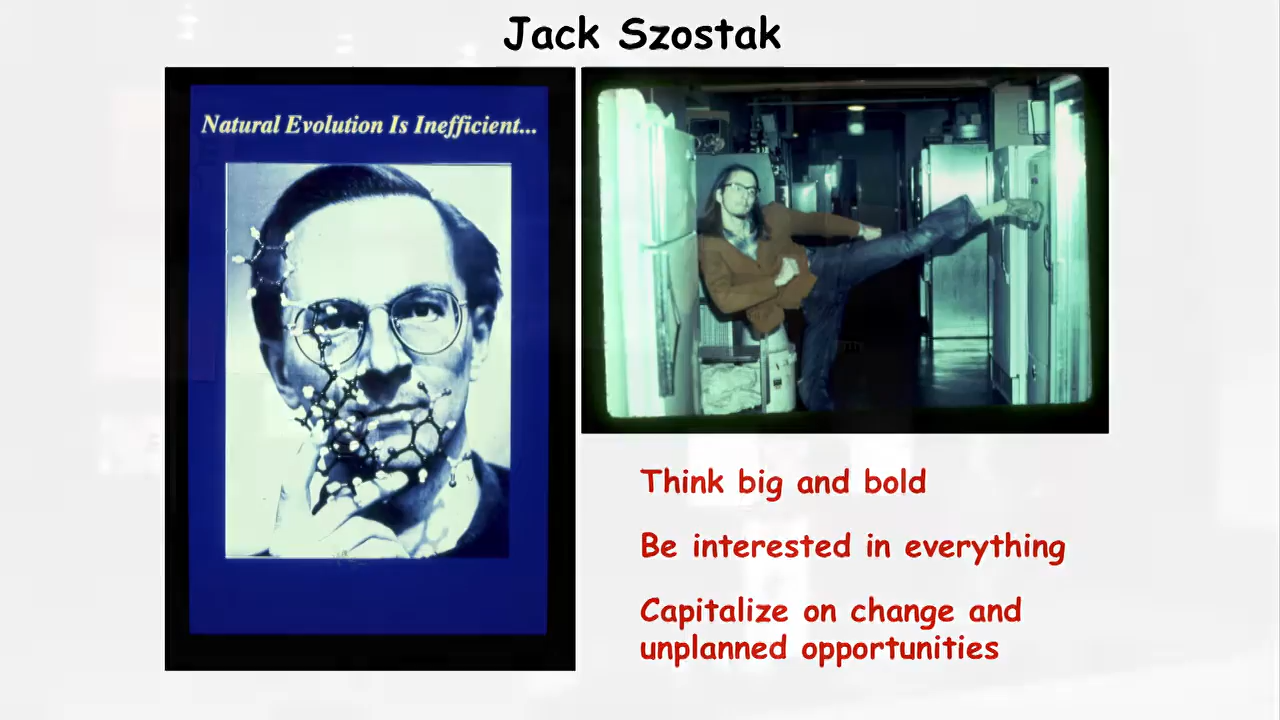 Jack Szostak
Natural Evolution Is Inefficient...
Think big and bold
Be interested in everything
Capitalize on change and
unplanned opportunities